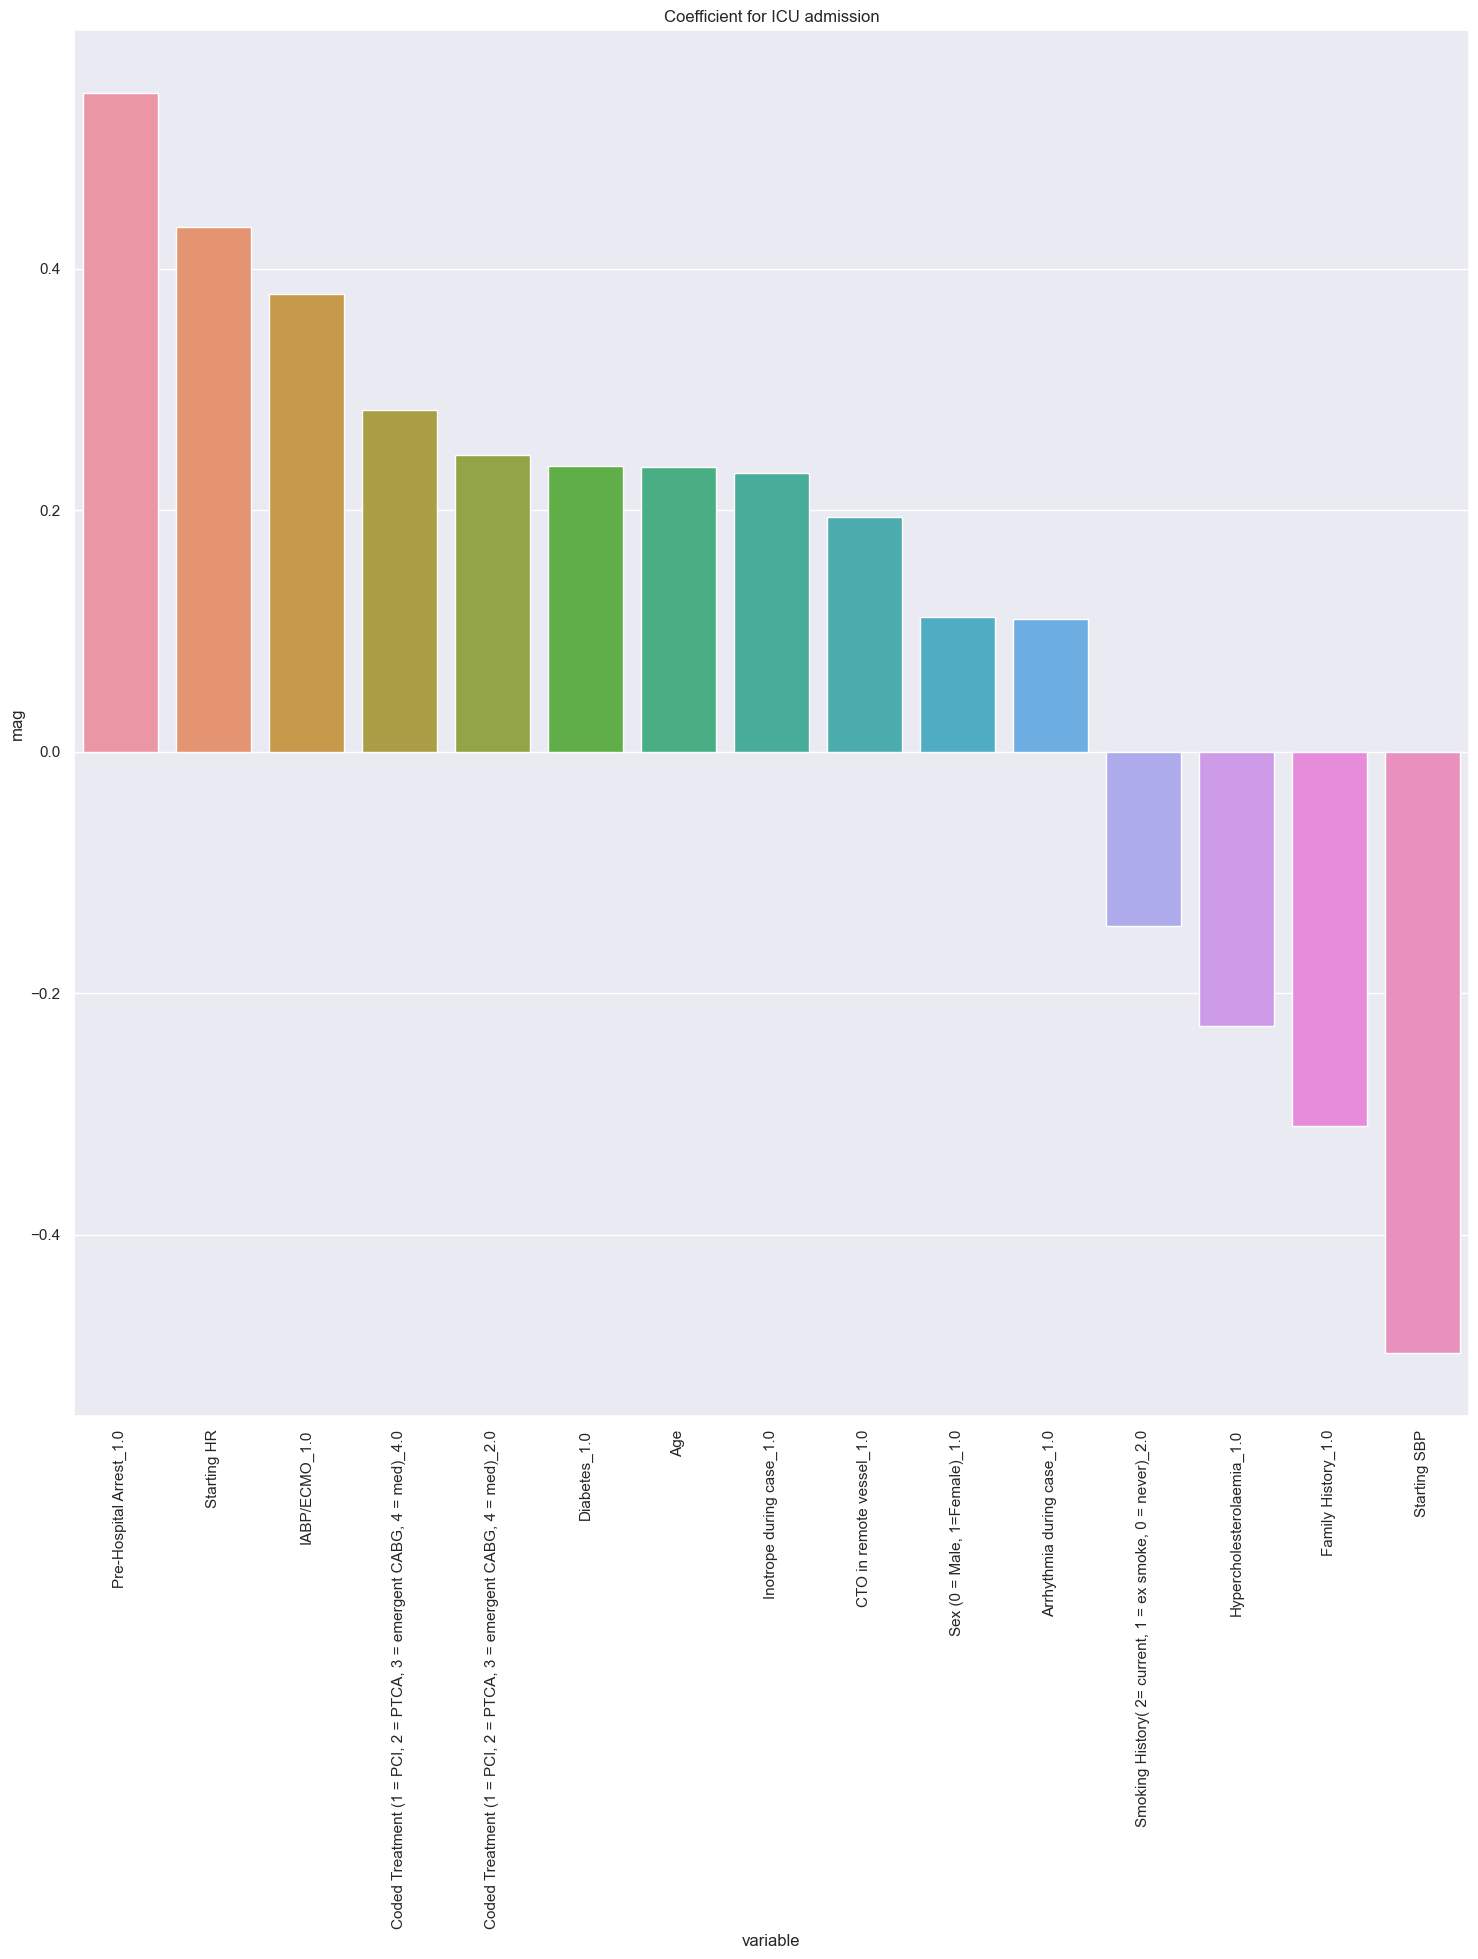 Coefficient for ICU admission
mag
0.4
0.2
0.0
−0.2
−0.4
Pre-Hospital Arrest_1.0
Starting HR
IABP/ECMO_1.0
Coded Treatment (1 = PCI, 2 = PTCA, 3 = emergent CABG, 4 = med)_4.0
Coded Treatment (1 = PCI, 2 = PTCA, 3 = emergent CABG, 4 = med)_2.0
Diabetes_1.0
Age
Inotrope during case_1.0
CTO in remote vessel_1.0
Sex (0 = Male, 1=Female)_1.0
Arrhythmia during case_1.0
Smoking History( 2= current, 1 = ex smoke, 0 = never)_2.0
Hypercholesterolaemia_1.0
Family History_1.0
Starting SBP
variable